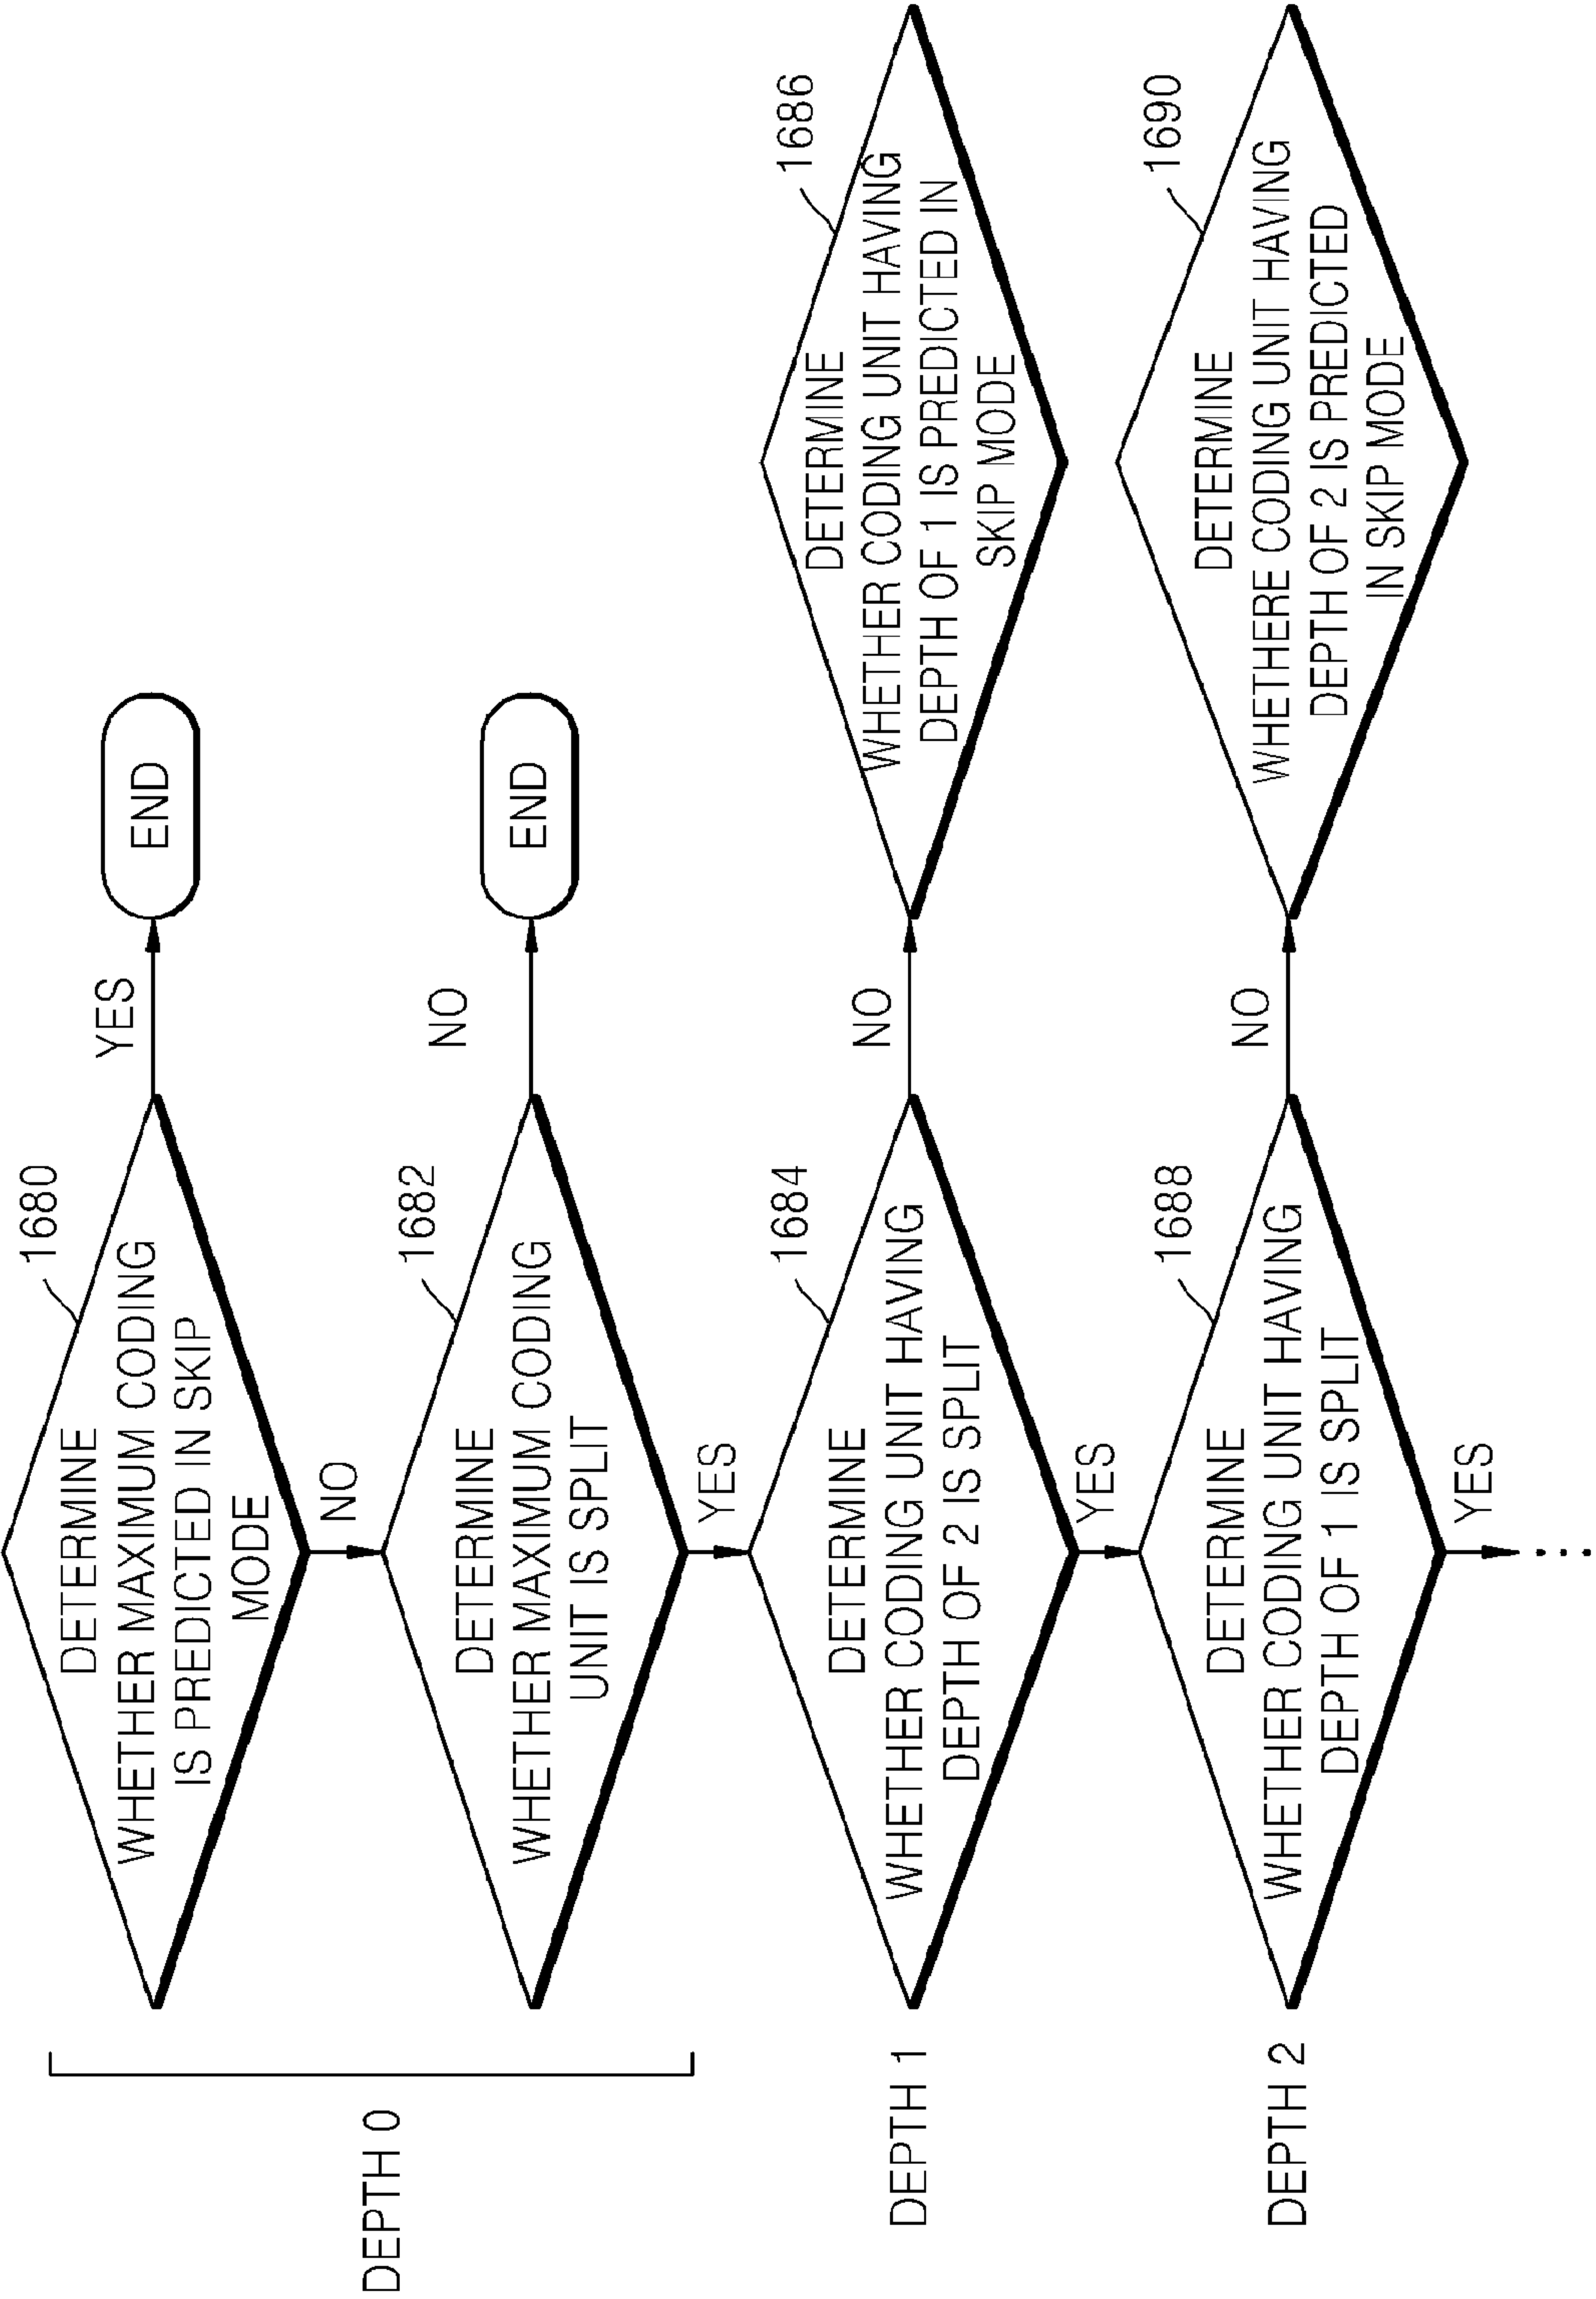 1680
DETERMINE
WHETHER MAXIMUM CODING
IS PREDICTED IN SKIP
MODE
YES
END
NO
DEPTH 0
1682
DETERMINE
WHETHER MAXIMUM CODING
UNIT IS SPLIT
NO
END
YES
DEPTH 1
1684
DETERMINE
WHETHER CODING UNIT HAVING
DEPTH OF 2 IS SPLIT
NO
1686
DETERMINE
WHETHER CODING UNIT HAVING
DEPTH OF 1 IS PREDICTED IN
SKIP MODE
YES
DEPTH 2
1688
DETERMINE
WHETHER CODING UNIT HAVING
DEPTH OF 1 IS SPLIT
NO
1690
DETERMINE
WHETHERE CODING UNIT HAVING
DEPTH OF 2 IS PREDICTED
IN SKIP MODE
YES